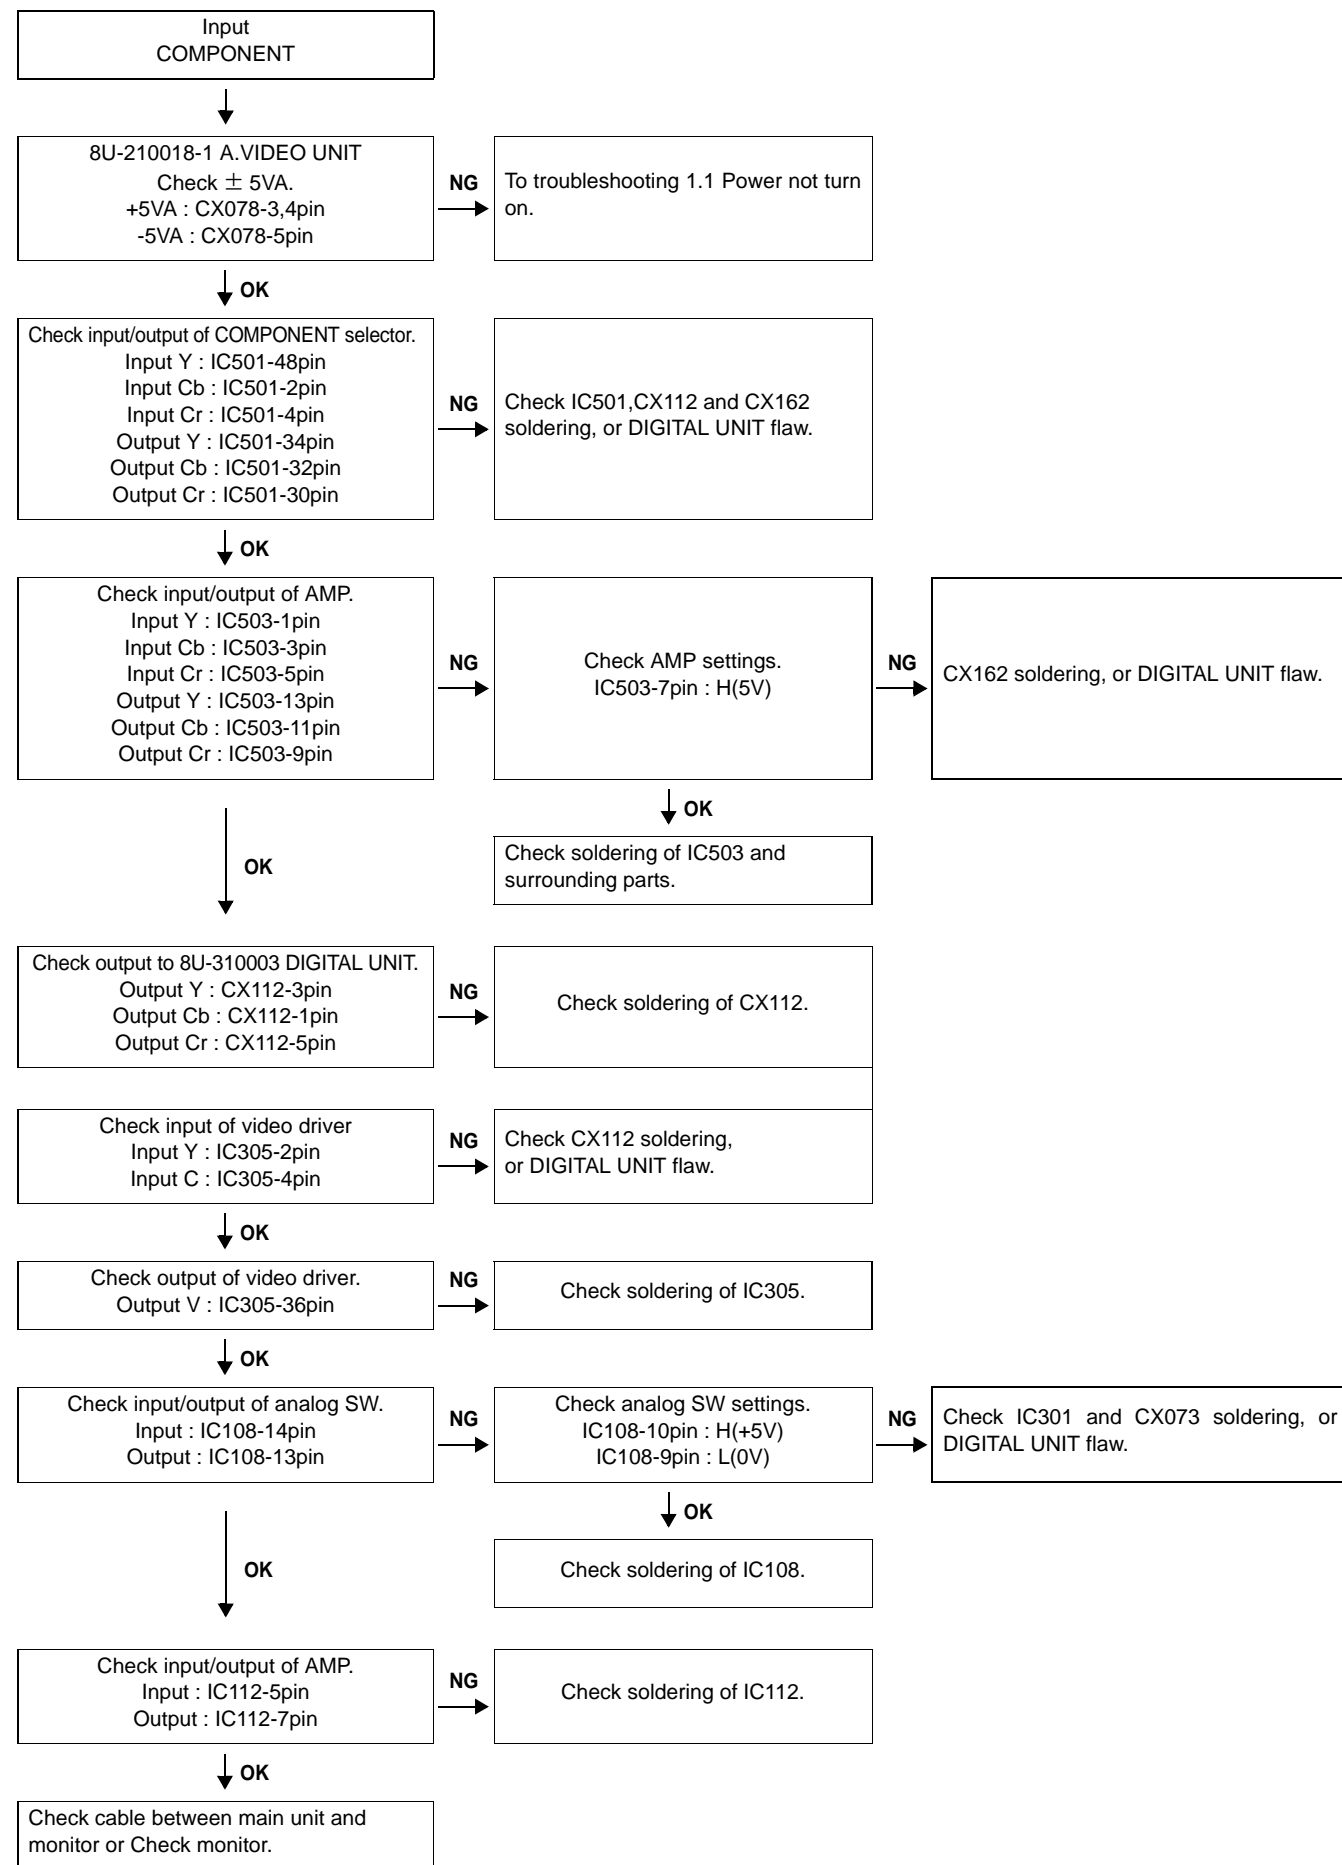 Input
COMPONENT
8U-210018-1 A.VIDEO UNIT
Check ± 5VA.
+5VA : CX078-3,4pin
-5VA : CX078-5pin
NG
To troubleshooting 1.1 Power not turn
on.
OK
Check input/output of COMPONENT selector.
Input Y : IC501-48pin
Input Cb : IC501-2pin
Input Cr : IC501-4pin
Output Y : IC501-34pin
Output Cb : IC501-32pin
Output Cr : IC501-30pin
NG
Check IC501,CX112 and CX162
soldering, or DIGITAL UNIT flaw.
OK
Check input/output of AMP.
Input Y : IC503-1pin
Input Cb : IC503-3pin
Input Cr : IC503-5pin
Output Y : IC503-13pin
Output Cb : IC503-11pin
Output Cr : IC503-9pin
NG
Check AMP settings.
IC503-7pin : H(5V)
NG
CX162 soldering, or DIGITAL UNIT flaw.
OK
Check soldering of IC503 and
surrounding parts.
OK
Check output to 8U-310003 DIGITAL UNIT.
Output Y : CX112-3pin
Output Cb : CX112-1pin
Output Cr : CX112-5pin
NG
Check soldering of CX112.
Check input of video driver
Input Y : IC305-2pin
Input C : IC305-4pin
NG
Check CX112 soldering,
or DIGITAL UNIT flaw.
OK
Check output of video driver.
Output V : IC305-36pin
NG
Check soldering of IC305.
OK
Check input/output of analog SW.
Input : IC108-14pin
Output : IC108-13pin
NG
Check analog SW settings.
IC108-10pin : H(+5V)
IC108-9pin : L(0V)
NG
Check IC301 and CX073 soldering, or
DIGITAL UNIT flaw.
OK
Check soldering of IC108.
OK
Check input/output of AMP.
Input : IC112-5pin
Output : IC112-7pin
NG
Check soldering of IC112.
OK
Check cable between main unit and
monitor or Check monitor.